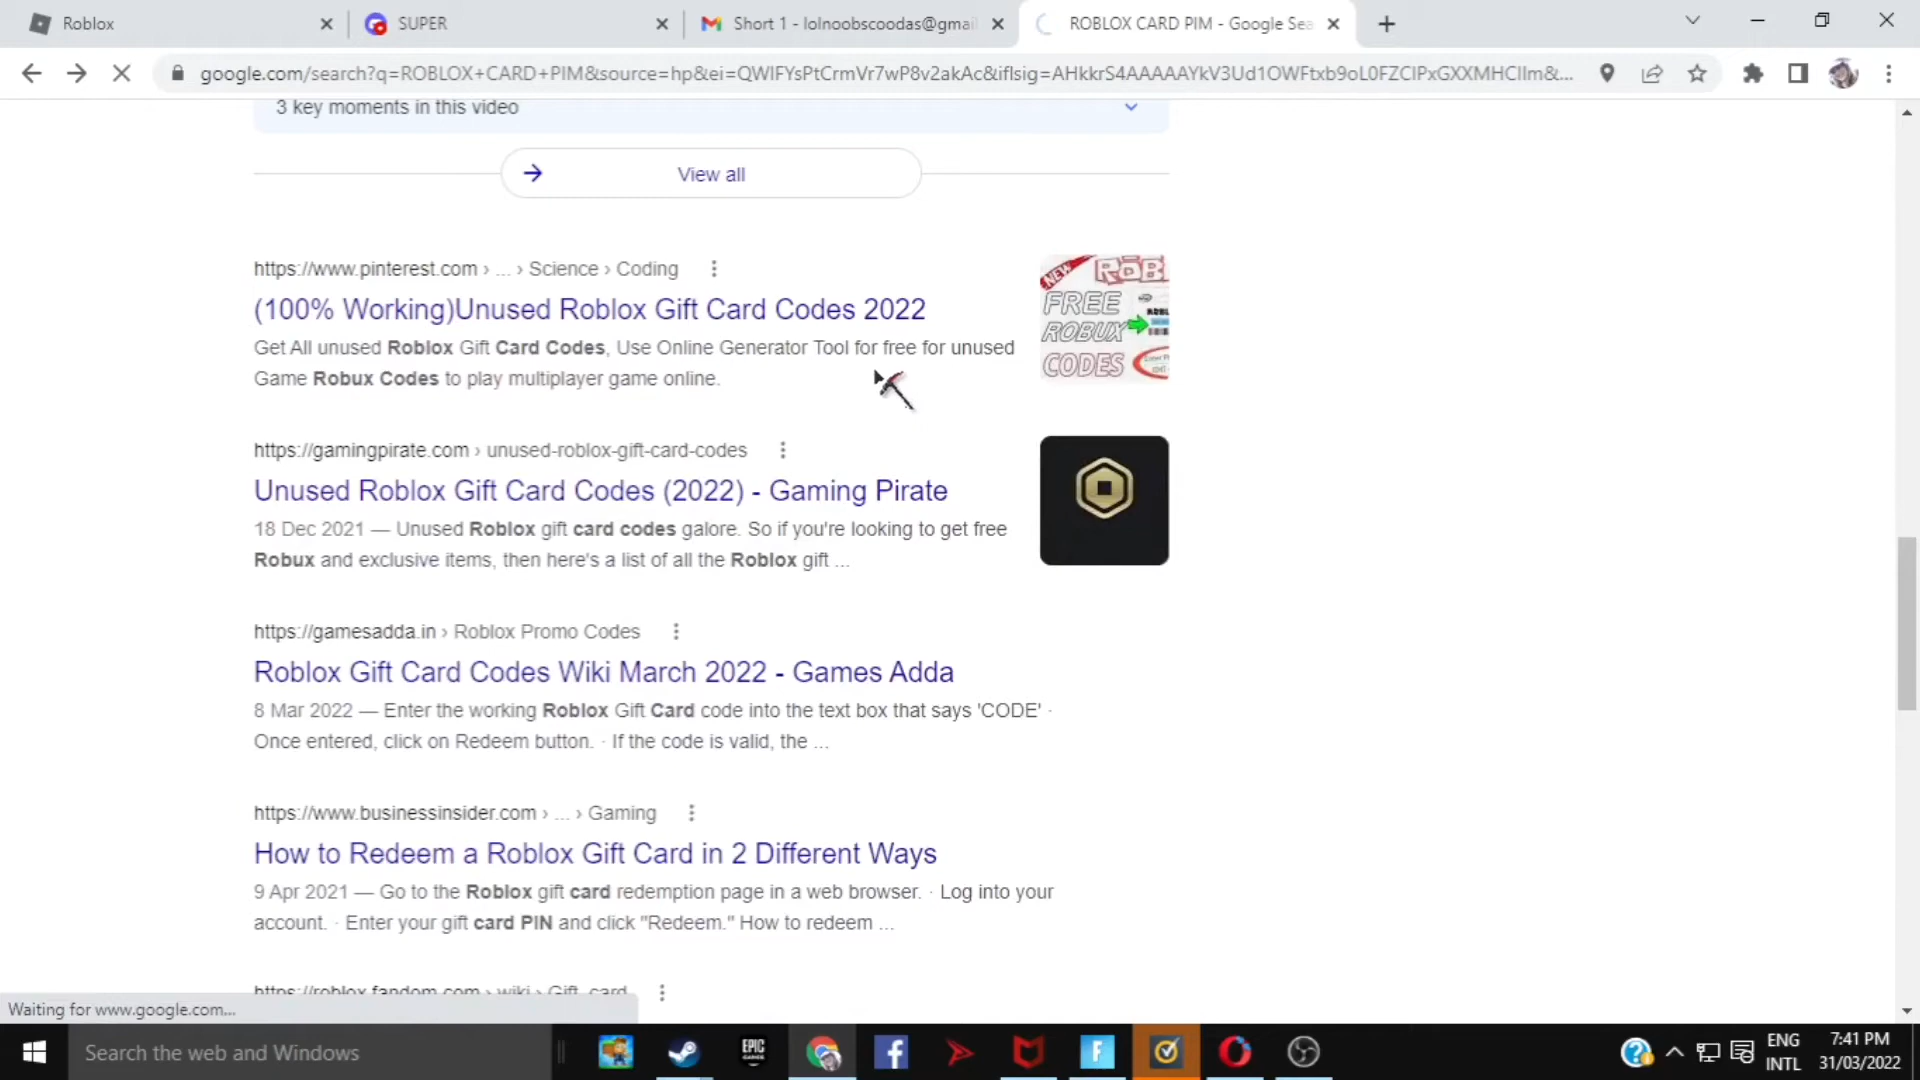 Roblox
SUPER
Short 1 - lolnoobscoodas@gmai
ROBLOX CARD PIM - Google Sea
google.com/search?q=ROBLOX+CARD+PIM&source=hp&ei=QWIFYsPtCrmVr7wP8v2akAc&iflsig=AHkkrS4AAAAAYkV3Ud1OWFtxb9oL0FZCIPxGXXMHCIIm&...
3 key moments in this video
View all
https://www.pinterest.com › ... › Science › Coding
(100% Working)Unused Roblox Gift Card Codes 2022
Get All unused Roblox Gift Card Codes, Use Online Generator Tool for free for unused
Game Robux Codes to play multiplayer game online.
NEW
ROB
FREE
ROBUX
CODES
https://gamingpirate.com › unused-roblox-gift-card-codes
Unused Roblox Gift Card Codes (2022) - Gaming Pirate
18 Dec 2021 — Unused Roblox gift card codes galore. So if you're looking to get free
Robux and exclusive items, then here's a list of all the Roblox gift ...
https://gamesadda.in › Roblox Promo Codes
Roblox Gift Card Codes Wiki March 2022 - Games Adda
8 Mar 2022 — Enter the working Roblox Gift Card code into the text box that says 'CODE' ·
Once entered, click on Redeem button. · If the code is valid, the ...
https://www.businessinsider.com › ... › Gaming
How to Redeem a Roblox Gift Card in 2 Different Ways
9 Apr 2021 — Go to the Roblox gift card redemption page in a web browser. · Log into your
account. · Enter your gift card PIN and click "Redeem." How to redeem ...
https://roblox.fandom.com › wiki › Gift_card
Waiting for www.google.com...
Search the web and Windows
EPIC
GAMES
ENG
INTL
7:41 PM
31/03/2022